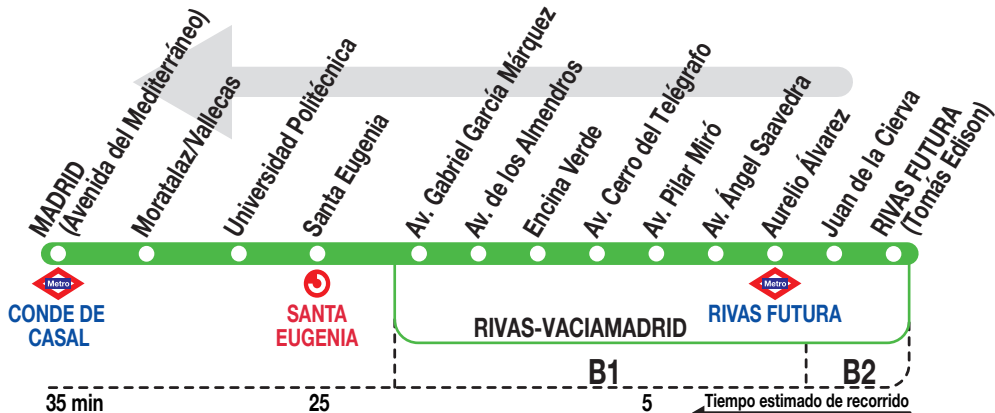 MADRID
(Avenida del Mediterráneo)
Moratalaz/Vallecas
Universidad Politécnica
Santa Eugenia
Av. Gabriel García Márquez
Av. de los Almendros
Encina Verde
Av. Cerro del Telégrafo
Av. Pilar Miró
Av. Ángel Saavedra
Aurelio Álvarez
Juan de la Cierva
RIVAS FUTURA
(Tomás Edison)
Metro
CONDE DE
CASAL
SANTA
EUGENIA
Metro
RIVAS FUTURA
RIVAS-VACIAMADRID
B1
B2
35 min
25
5
Tiempo estimado de recorrido